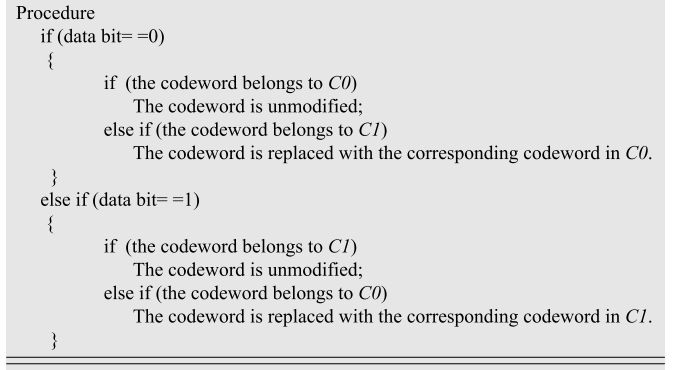 Procedure
if (data bit= =0)
{
if (the codeword belongs to C0)
The codeword is unmodified;
else if (the codeword belongs to C1)
The codeword is replaced with the corresponding codeword in C0.
}
else if (data bit= =1)
{
if (the codeword belongs to C1)
The codeword is unmodified;
else if (the codeword belongs to C0)
The codeword is replaced with the corresponding codeword in C1.
}